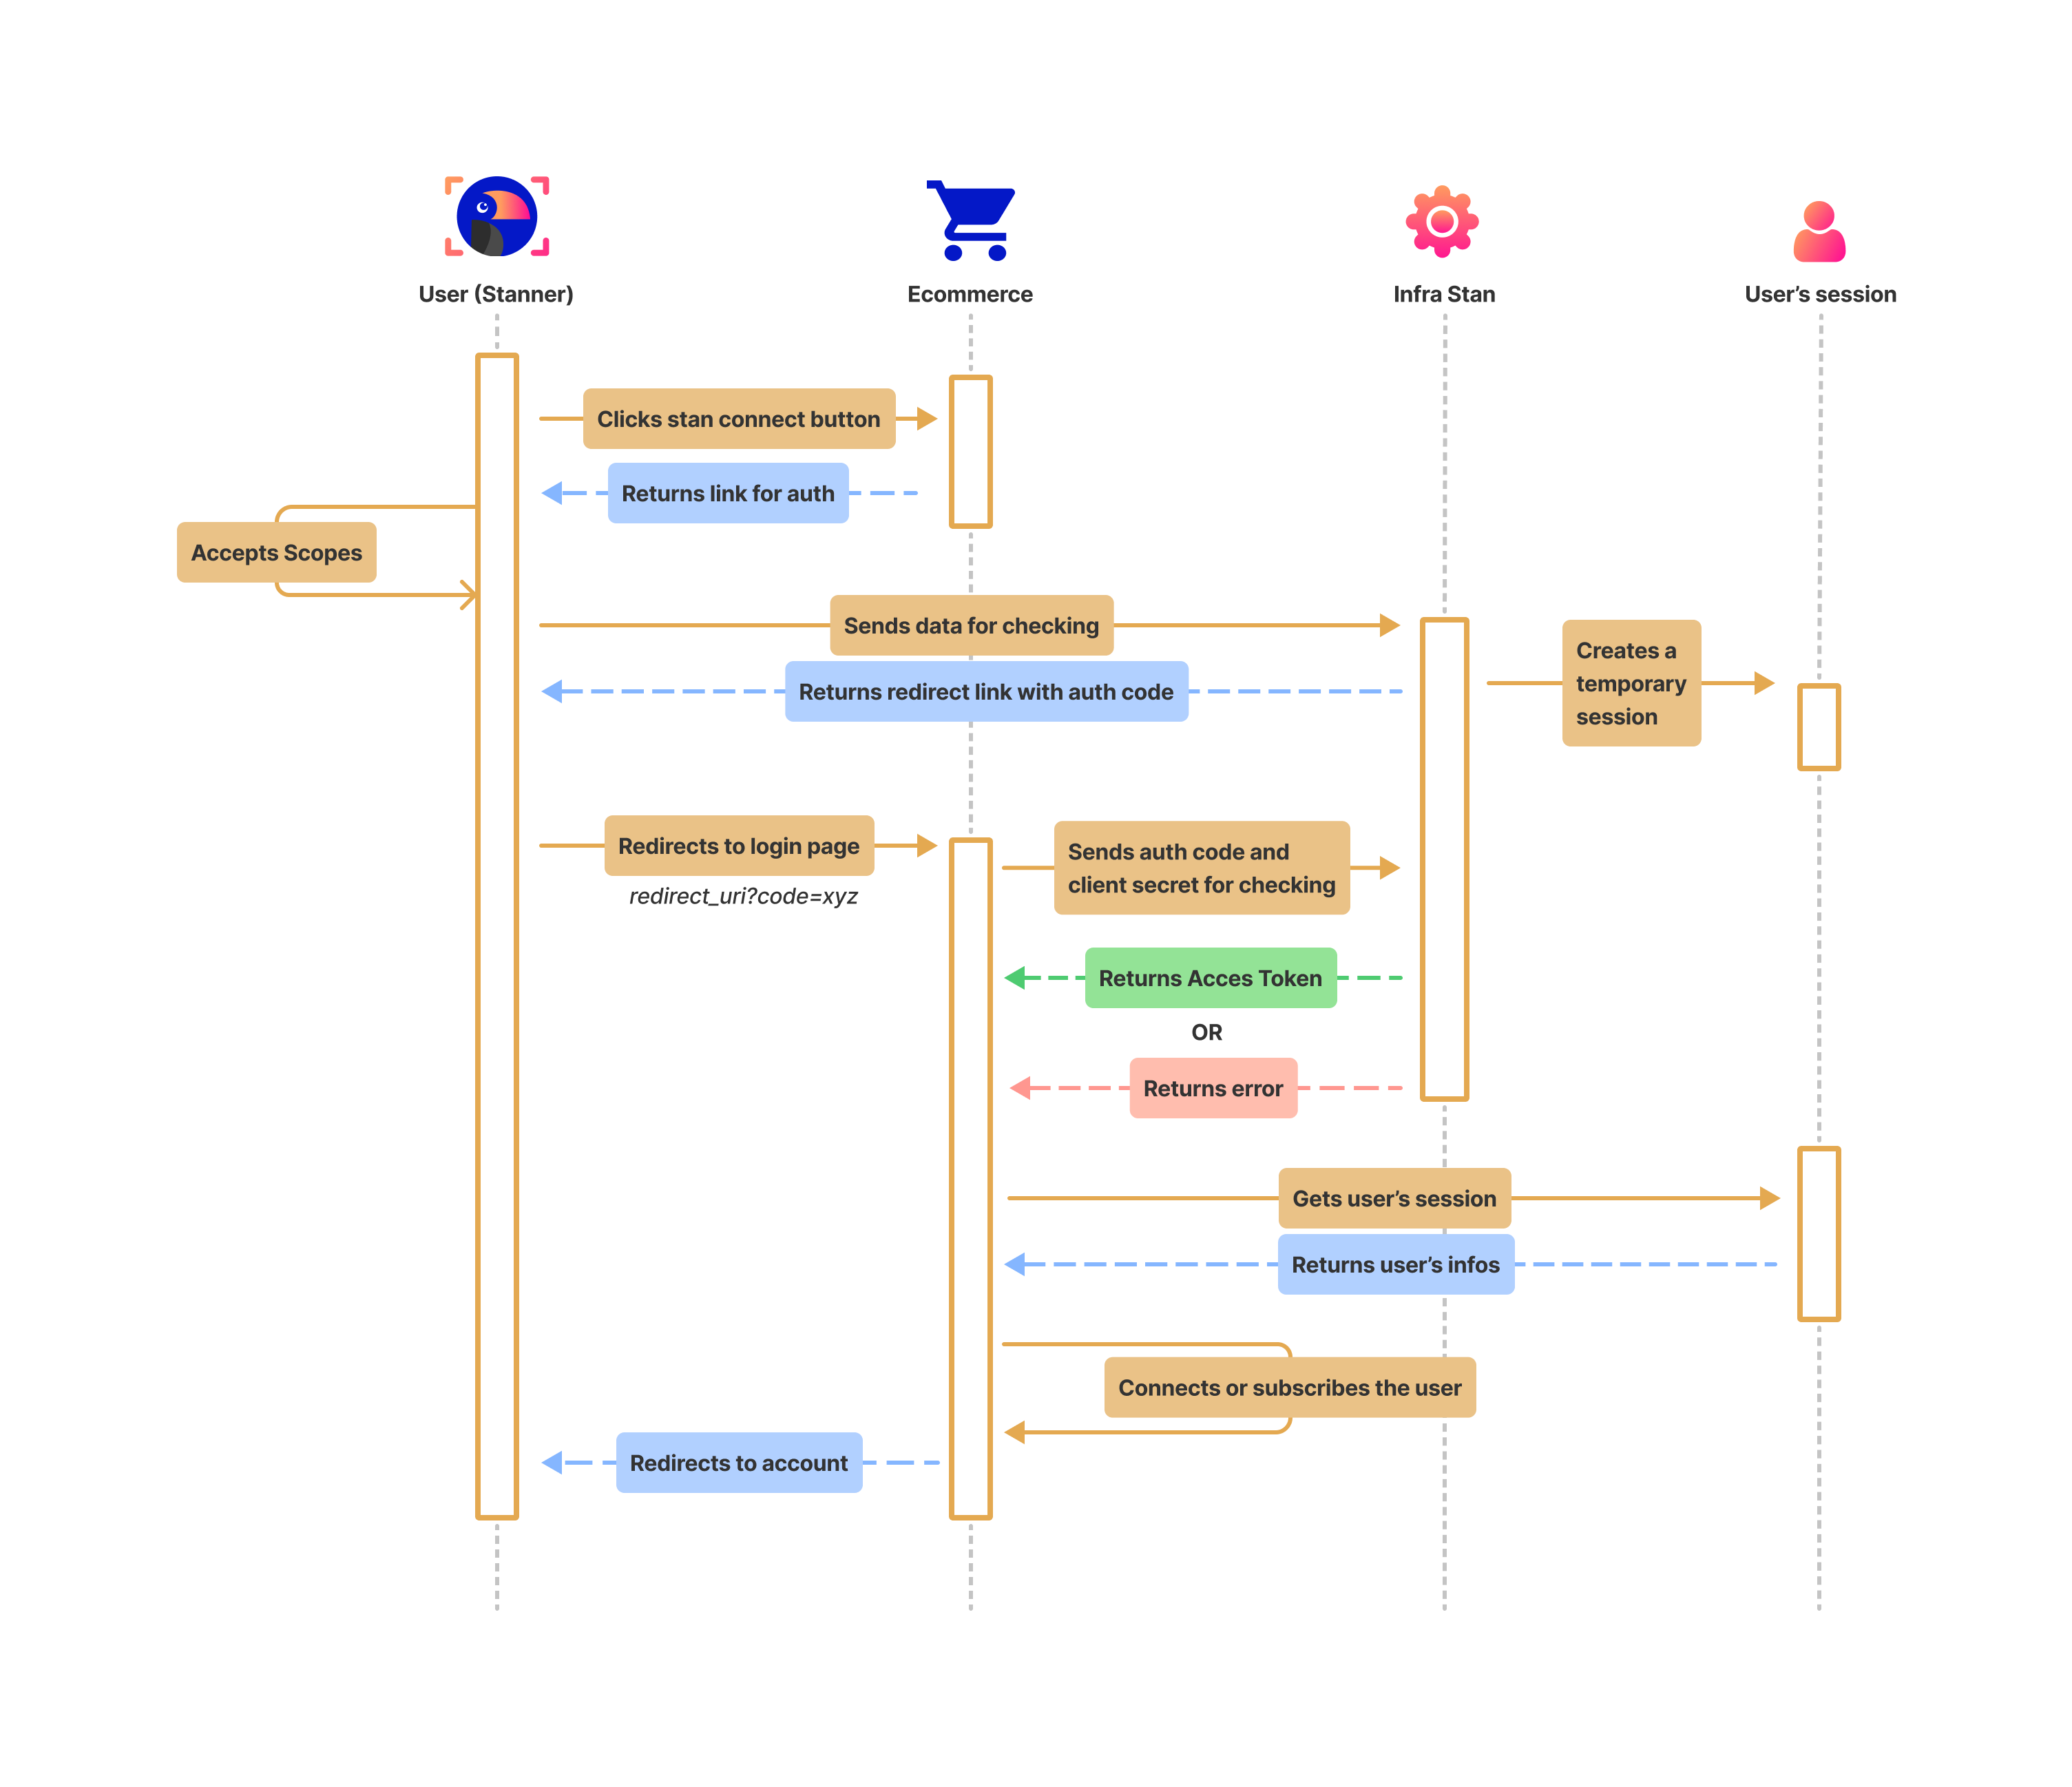 User (Stanner)
Ecommerce
Infra Stan
User’s session
Clicks stan connect button
Returns link for auth
Accepts Scopes
Sends data for checking
Creates a
temporary
session
Returns redirect link with auth code
Redirects to login page
redirect_uri?code=xyz
Sends auth code and
client secret for checking
Returns Acces Token
OR
Returns error
Gets user’s session
Returns user’s infos
Connects or subscribes the user
Redirects to account